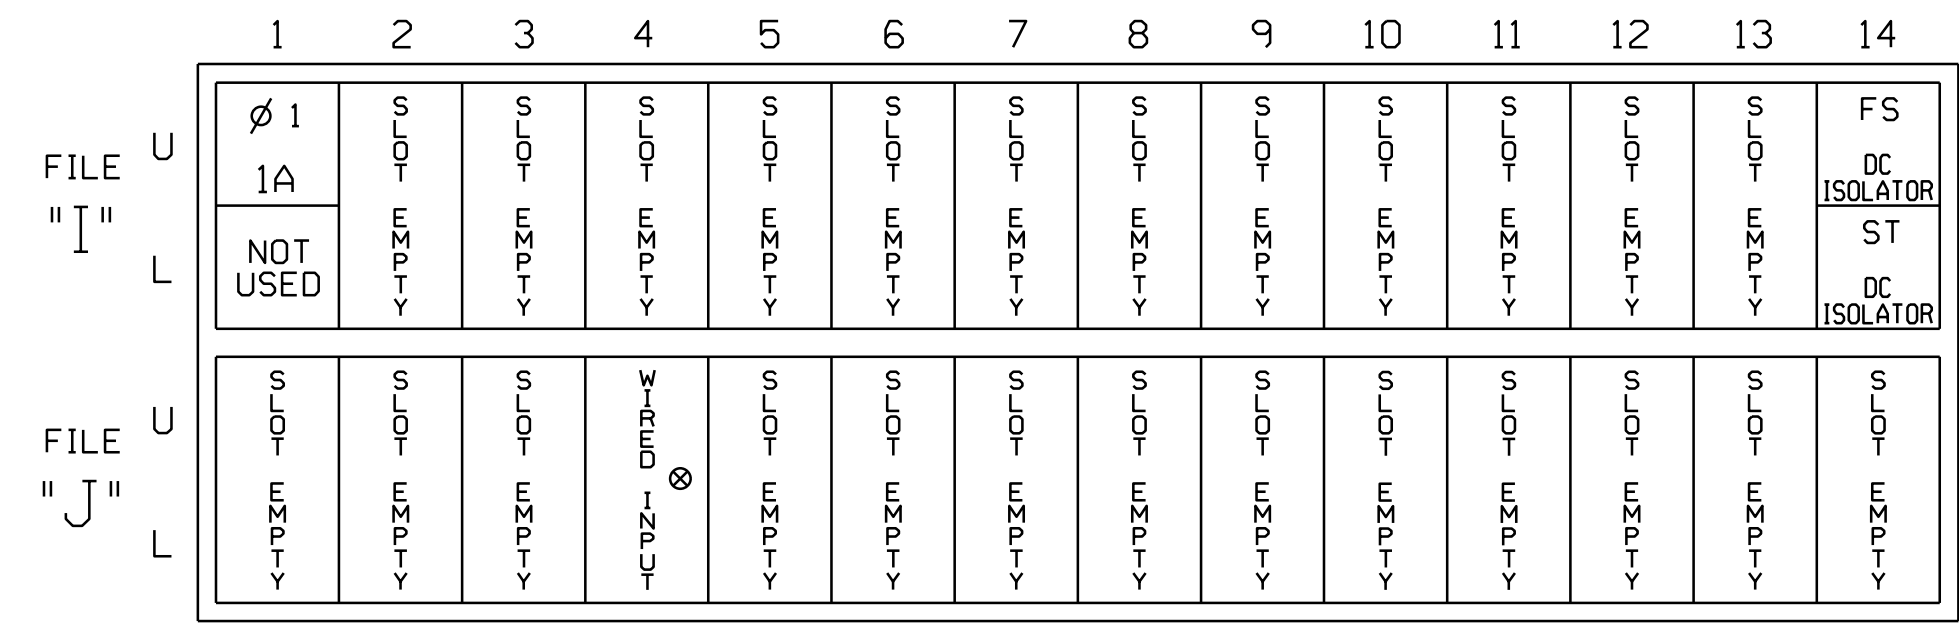 1 2 3 4 5 6 7 8 9 10 11 12 13 14
FILE "I"
U
L
Ø 1
1A
NOT
USED
SLOT EMPTY
SLOT EMPTY
SLOT EMPTY
SLOT EMPTY
SLOT EMPTY
SLOT EMPTY
SLOT EMPTY
SLOT EMPTY
SLOT EMPTY
SLOT EMPTY
SLOT EMPTY
SLOT EMPTY
FS
DC
ISOLATOR
ST
DC
ISOLATOR
FILE "J"
U
L
SLOT EMPTY
SLOT EMPTY
SLOT EMPTY
WIRED INPUT
⊗
SLOT EMPTY
SLOT EMPTY
SLOT EMPTY
SLOT EMPTY
SLOT EMPTY
SLOT EMPTY
SLOT EMPTY
SLOT EMPTY
SLOT EMPTY
SLOT EMPTY